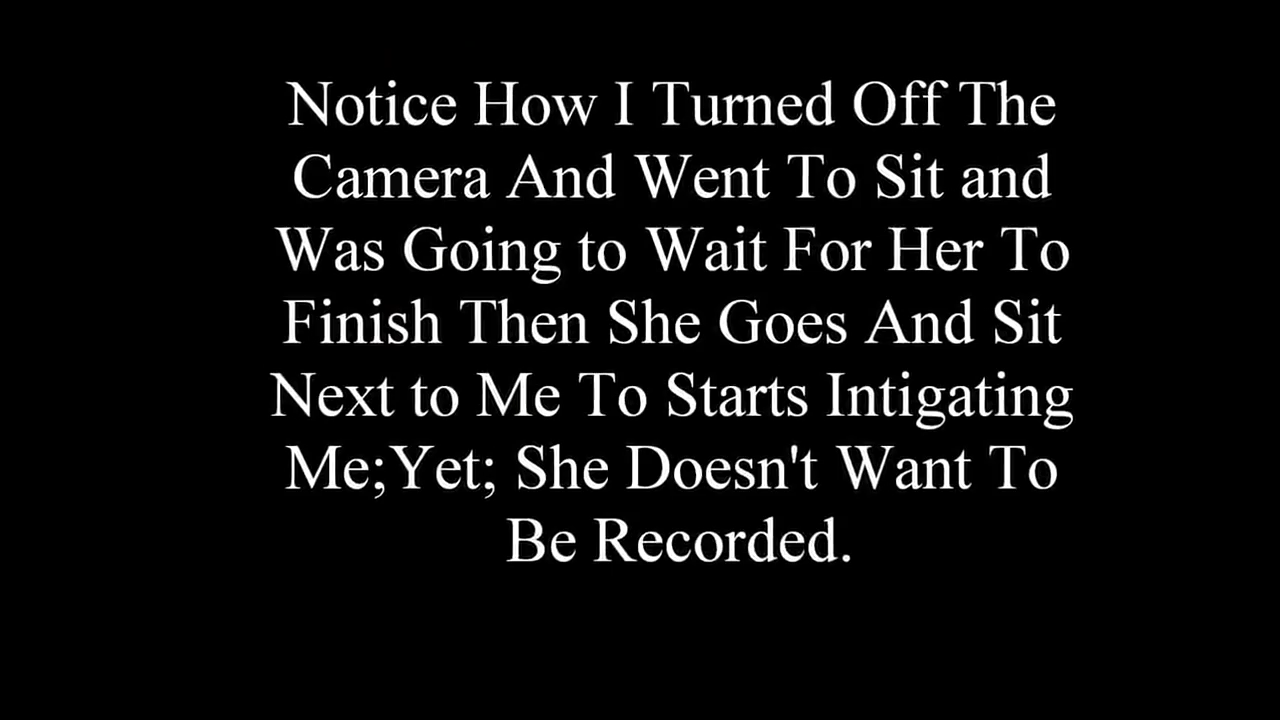 Notice How I Turned Off The
Camera And Went To Sit and
Was Going to Wait For Her To
Finish Then She Goes And Sit
Next to Me To Starts Intigating
Me;Yet; She Doesn't Want To
Be Recorded.